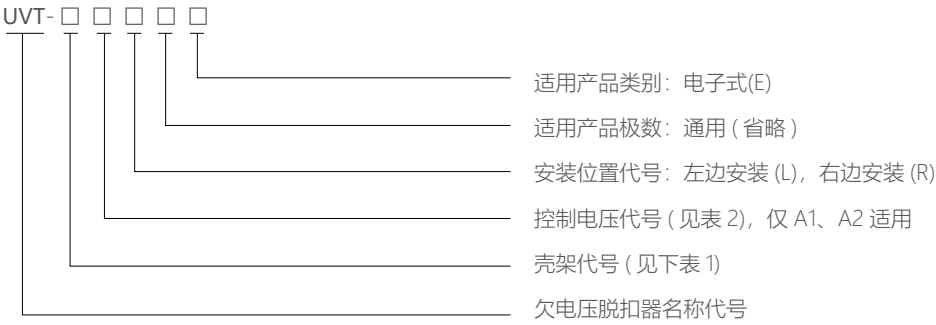 UVT-□ □ □ □ □
适用产品类别：电子式(E)
适用产品极数：通用 ( 省略 )
安装位置代号：左边安装 (L)，右边安装 (R)
控制电压代号 ( 见表 2)，仅 A1、A2 适用
壳架代号 ( 见下表 1)
欠电压脱扣器名称代号